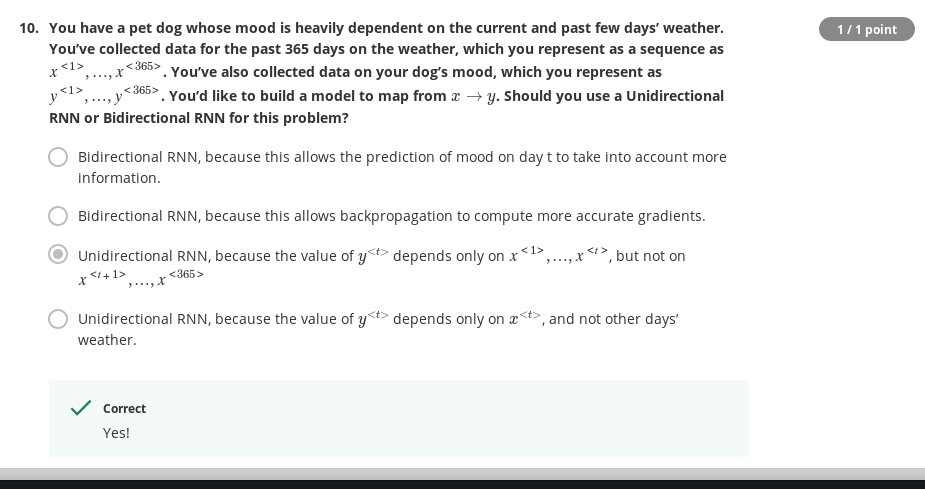 10. You have a pet dog whose mood is heavily dependent on the current and past few days’ weather. 1 / 1 point
You’ve collected data for the past 365 days on the weather, which you represent as a sequence as
x<1>,…,x<365>. You’ve also collected data on your dog’s mood, which you represent as
y<1>,…,y<365>. You’d like to build a model to map from x → y. Should you use a Unidirectional
RNN or Bidirectional RNN for this problem?
Bidirectional RNN, because this allows the prediction of mood on day t to take into account more
information.
Bidirectional RNN, because this allows backpropagation to compute more accurate gradients.
Unidirectional RNN, because the value of y<t> depends only on x<1>,…,x<t>, but not on
x<t+1>,…,x<365>
Unidirectional RNN, because the value of y<t> depends only on x<t>, and not other days’
weather.
Correct
Yes!